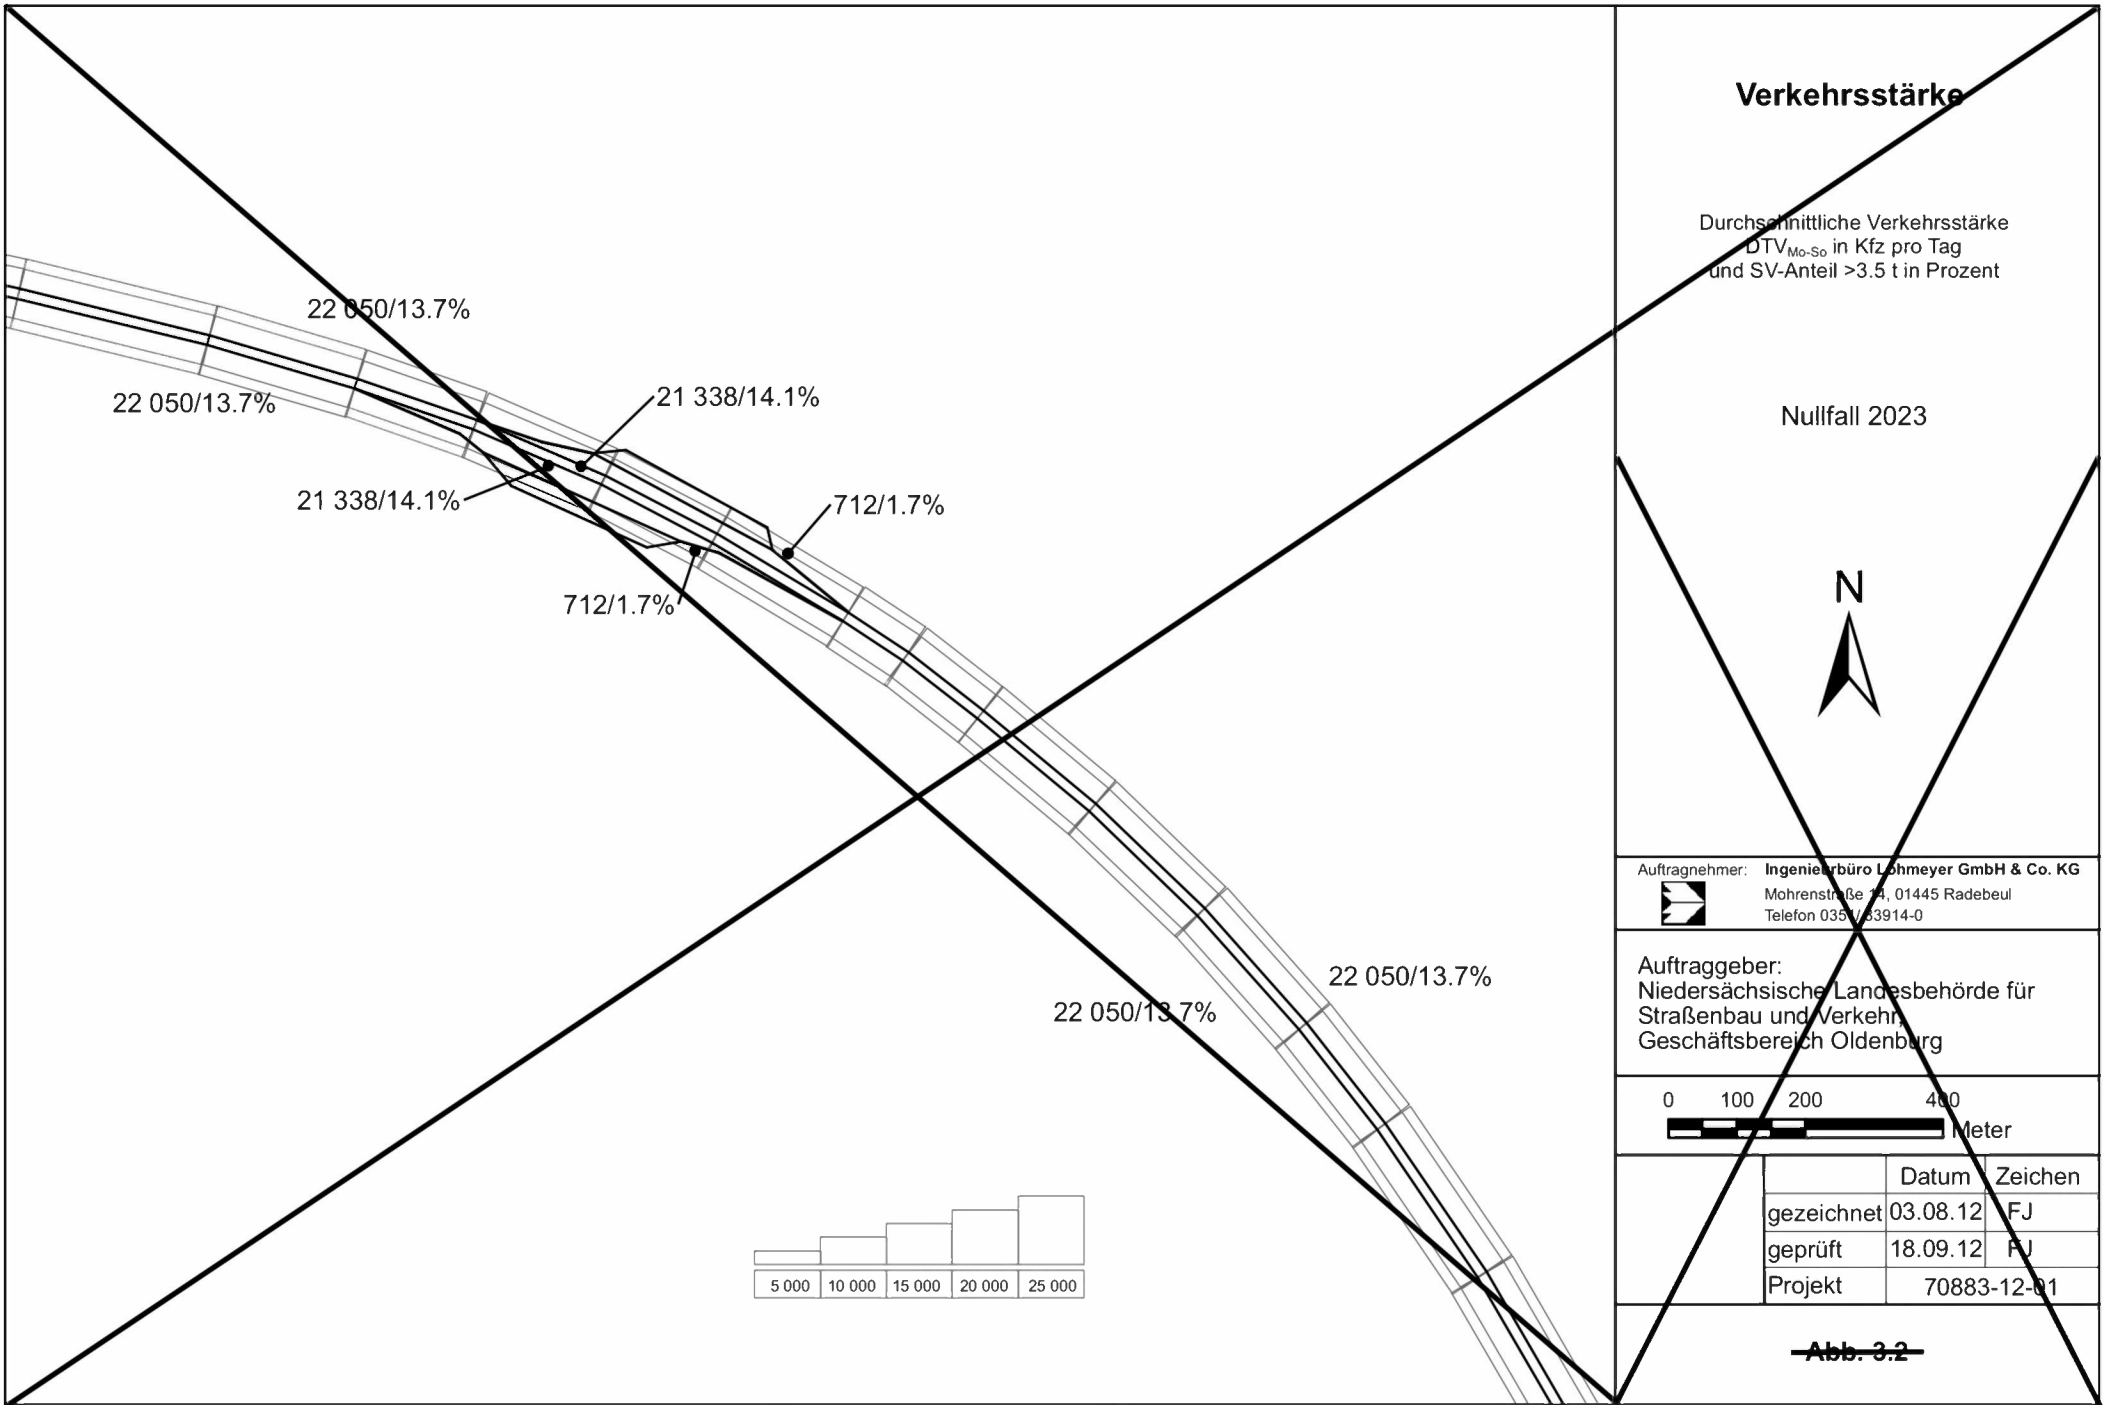 Verkehrsstärke
Durchschnittliche Verkehrsstärke
DTVMo-So in Kfz pro Tag
und SV-Anteil >3.5 t in Prozent
Nullfall 2023
N
22 050/13.7%
22 050/13.7%
21 338/14.1%
21 338/14.1%
712/1.7%
712/1.7%
22 050/13.7%
22 050/13.7%
5 000 10 000 15 000 20 000 25 000
Auftragnehmer: Ingenieurbüro Lohmeyer GmbH & Co. KG
Mohrenstraße 14, 01445 Radebeul
Telefon 0351/83914-0
Auftraggeber:
Niedersächsische Landesbehörde für
Straßenbau und Verkehr,
Geschäftsbereich Oldenburg
0 100 200 400
Meter
Datum Zeichen
gezeichnet 03.08.12 FJ
geprüft 18.09.12 FJ
Projekt 70883-12-01
Abb. 3.2